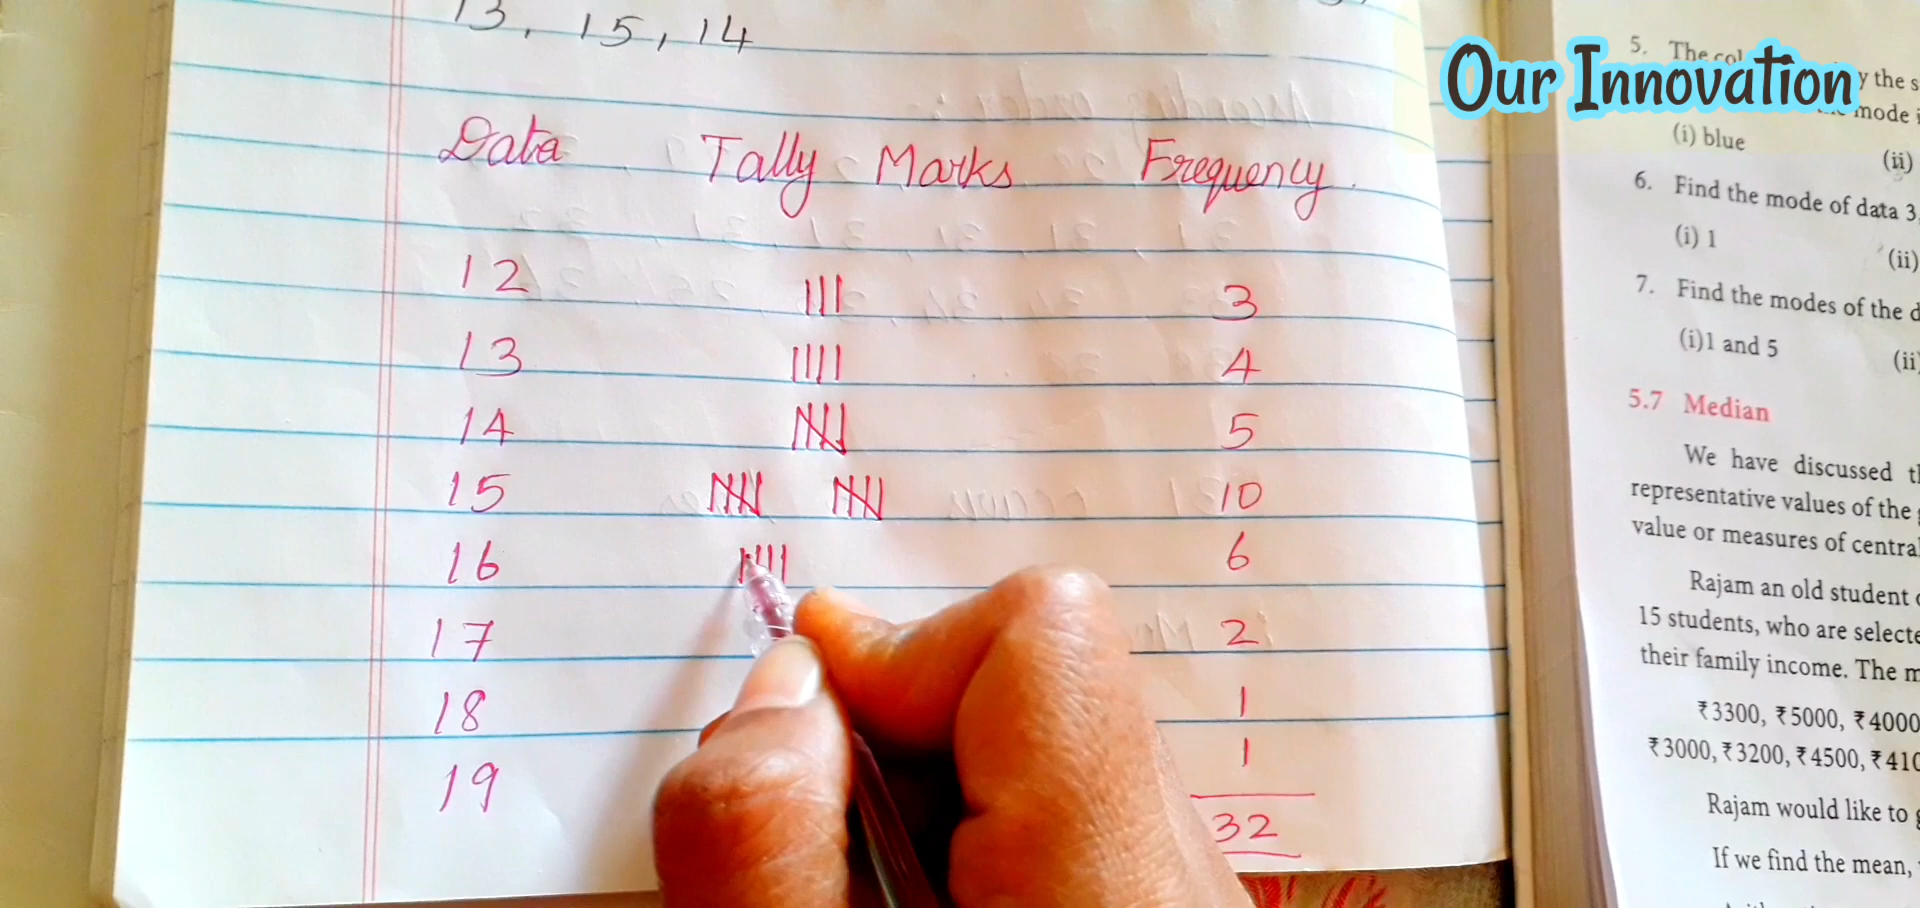 13, 15, 14
Our Innovation
Data Tally Marks Frequency
12 ||| 3
13 |||| 4
14 5
15 10
16 6
17 2
18 1
19 1
32
5. The y the
mode
(i) blue (ii)
6. Find the mode of data 3
(i) 1 (ii)
7. Find the modes of the
(i) 1 and 5 (ii)
5.7 Median
We have discussed
representative values of the
value or measures of
Rajam an old student
15 students, who are
their family income. The
₹3300, ₹5000, ₹4000
₹3000, ₹3200, ₹4500,
Rajam would like to
If we find the mean,